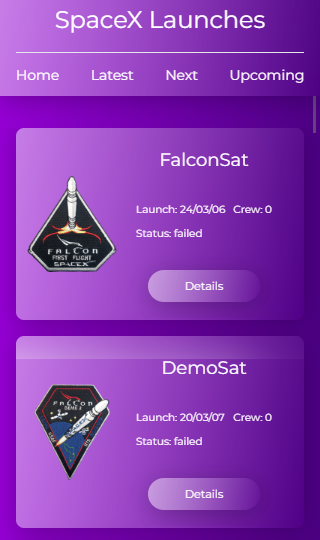 SpaceX Launches
Home Latest Next Upcoming
FalconSat
FALCON
FIRST FLIGHT
SPACEX
Launch: 24/03/06 Crew: 0
Status: failed
Details
DemoSat
FALCON
DEMO 2
Launch: 20/03/07 Crew: 0
Status: failed
Details